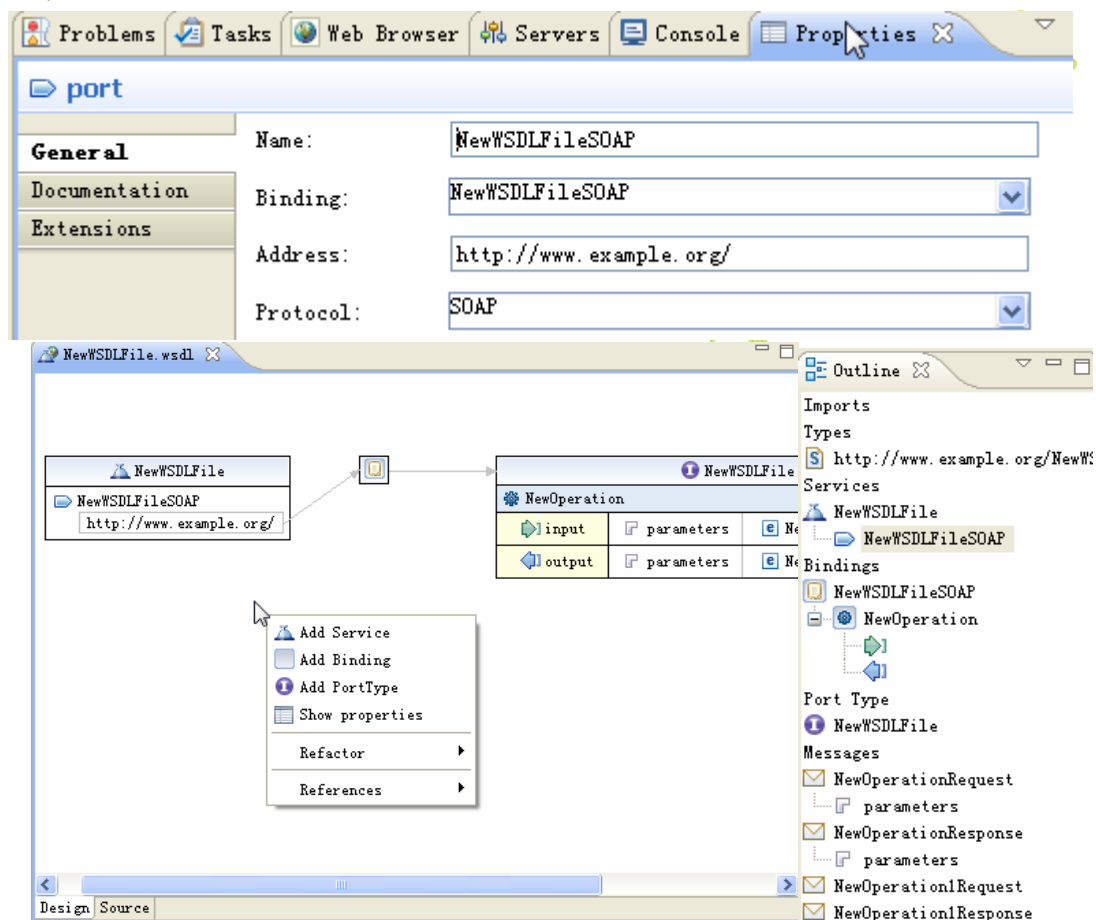 Problems Tasks Web Browser Servers Console Properties
port
General
Documentation
Extensions
Name: NewWSDLFileSOAP
Binding: NewWSDLFileSOAP
Address: http://www.example.org/
Protocol: SOAP
NewWSDLFile.wsdl
NewWSDLFile
NewWSDLFileSOAP
http://www.example.org/
NewWSDLFile
NewOperation
input parameters e Ne
output parameters e Ne
Add Service
Add Binding
Add PortType
Show properties
Refactor
References
Design Source
Outline
Imports
Types
S http://www.example.org/NewWS
Services
NewWSDLFile
NewWSDLFileSOAP
Bindings
NewWSDLFileSOAP
NewOperation
Port Type
NewWSDLFile
Messages
NewOperationRequest
parameters
NewOperationResponse
parameters
NewOperation1Request
NewOperation1Response